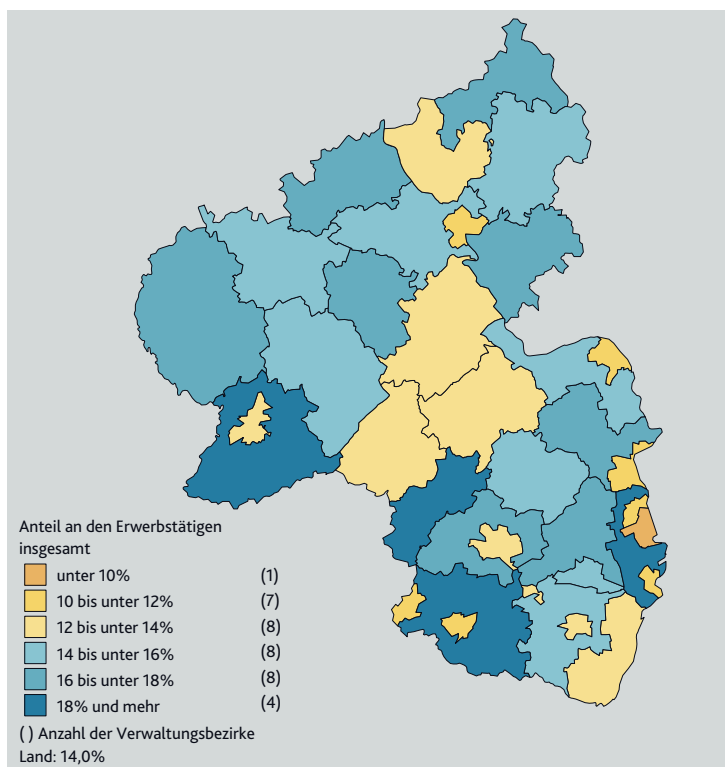 Anteil an den Erwerbstätigen
insgesamt
unter 10% (1)
10 bis unter 12% (7)
12 bis unter 14% (8)
14 bis unter 16% (8)
16 bis unter 18% (8)
18% und mehr (4)
( ) Anzahl der Verwaltungsbezirke
Land: 14,0%